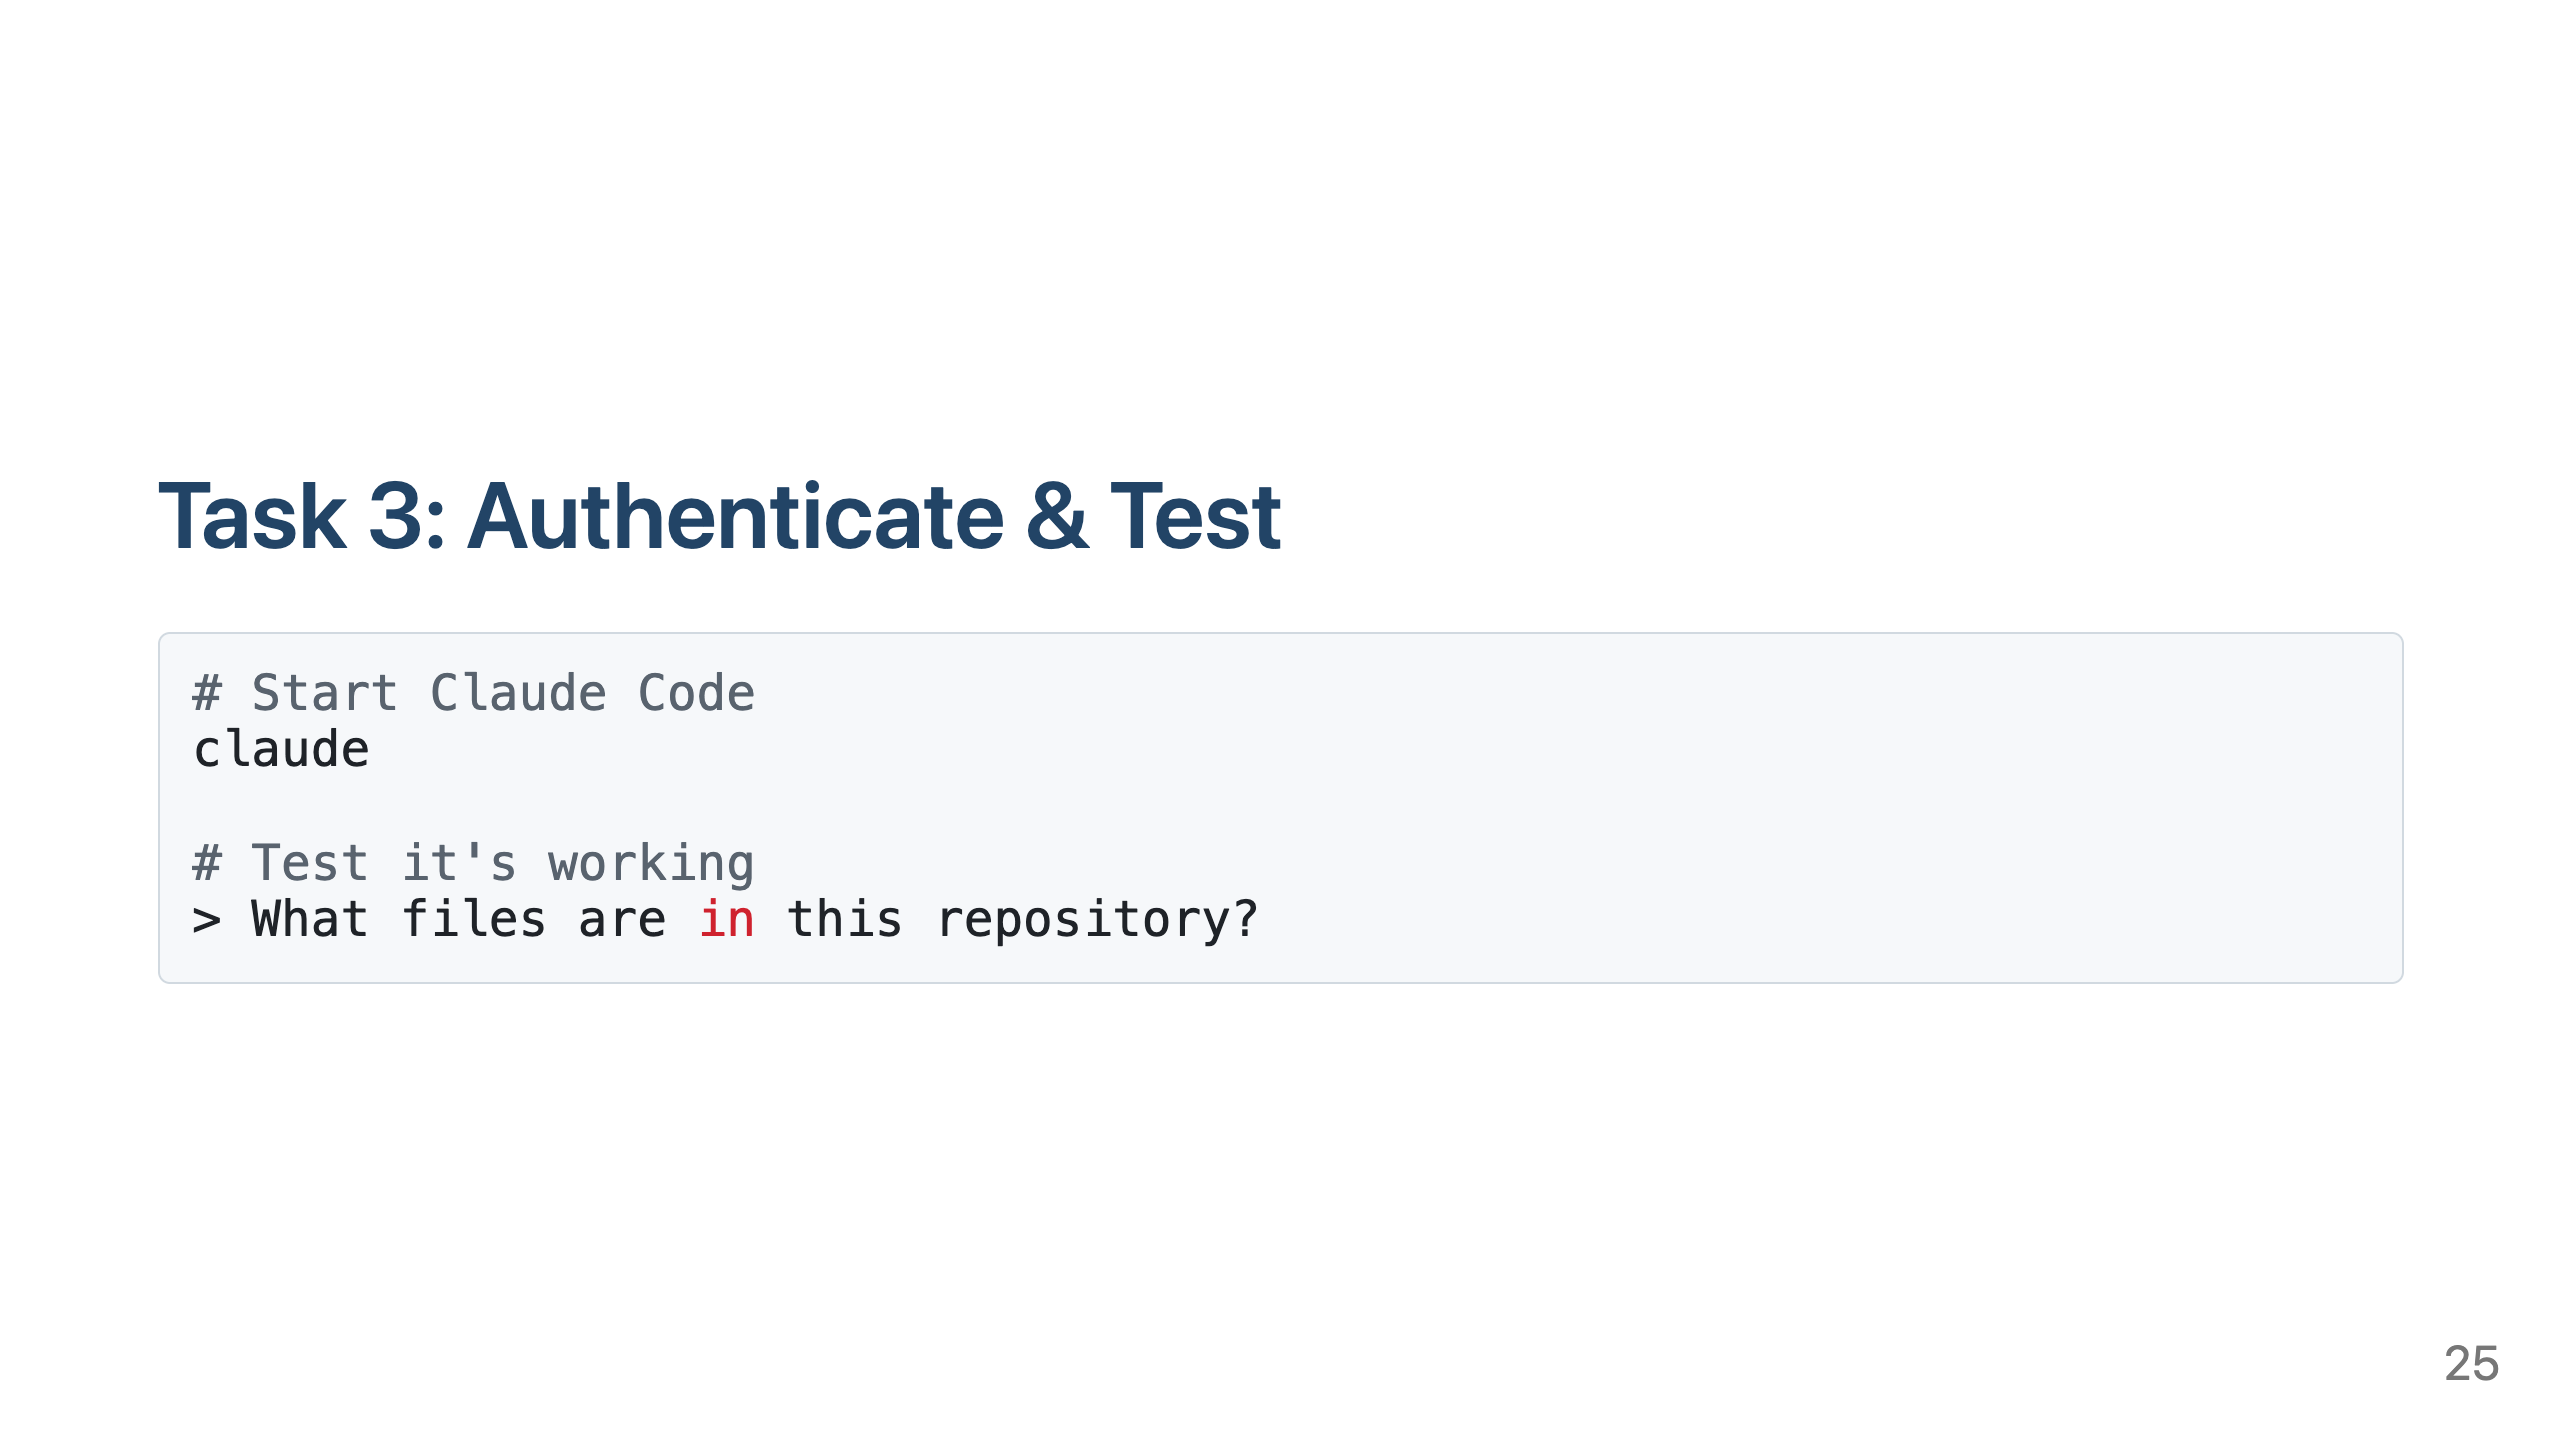 Task 3: Authenticate & Test
# Start Claude Code
claude
# Test it's working
> What files are in this repository?
25